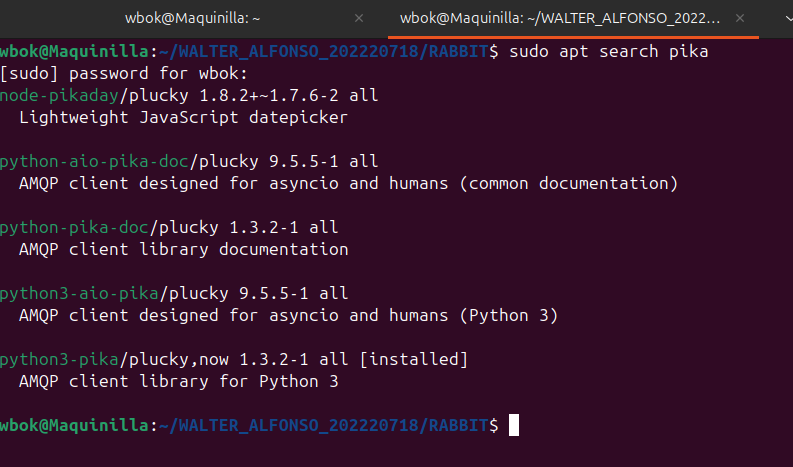 wbok@Maquinilla: ~
wbok@Maquinilla: ~/WALTER_ALFONSO_2022...
wbok@Maquinilla:~/WALTER_ALFONSO_202220718/RABBIT$ sudo apt search pika
[sudo] password for wbok:
node-pikaday/plucky 1.8.2+~1.7.6-2 all
  Lightweight JavaScript datepicker

python-aio-pika-doc/plucky 9.5.5-1 all
  AMQP client designed for asyncio and humans (common documentation)

python-pika-doc/plucky 1.3.2-1 all
  AMQP client library documentation

python3-aio-pika/plucky 9.5.5-1 all
  AMQP client designed for asyncio and humans (Python 3)

python3-pika/plucky,now 1.3.2-1 all [installed]
  AMQP client library for Python 3

wbok@Maquinilla:~/WALTER_ALFONSO_202220718/RABBIT$